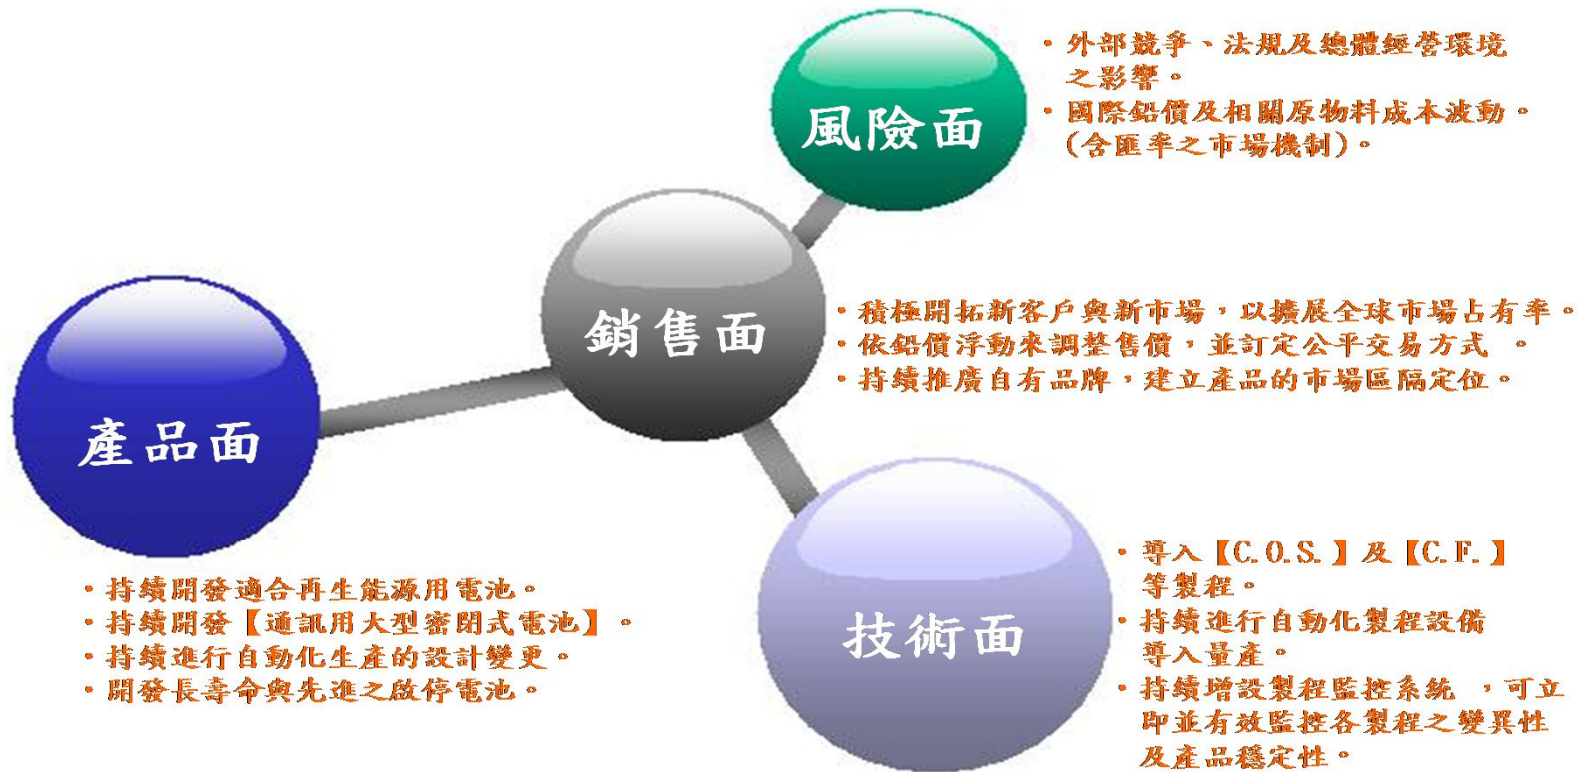 風險面
・外部競爭、法規及總體經營環境
之影響。
・國際鉛價及相關原物料成本波動。
(含匯率之市場機制)。
銷售面
・積極開拓新客戶與新市場，以擴展全球市場占有率。
・依鉛價浮動來調整售價，並訂定公平交易方式 。
・持續推廣自有品牌，建立產品的市場區隔定位。
產品面
・持續開發適合再生能源用電池。
・持續開發【通訊用大型密閉式電池】。
・持續進行自動化生產的設計變更。
・開發長壽命與先進之啟停電池。
技術面
・導入【C.O.S.】及【C.F.】
等製程。
・持續進行自動化製程設備
導入量產。
・持續增設製程監控系統 ，可立
即並有效監控各製程之變異性
及產品穩定性。